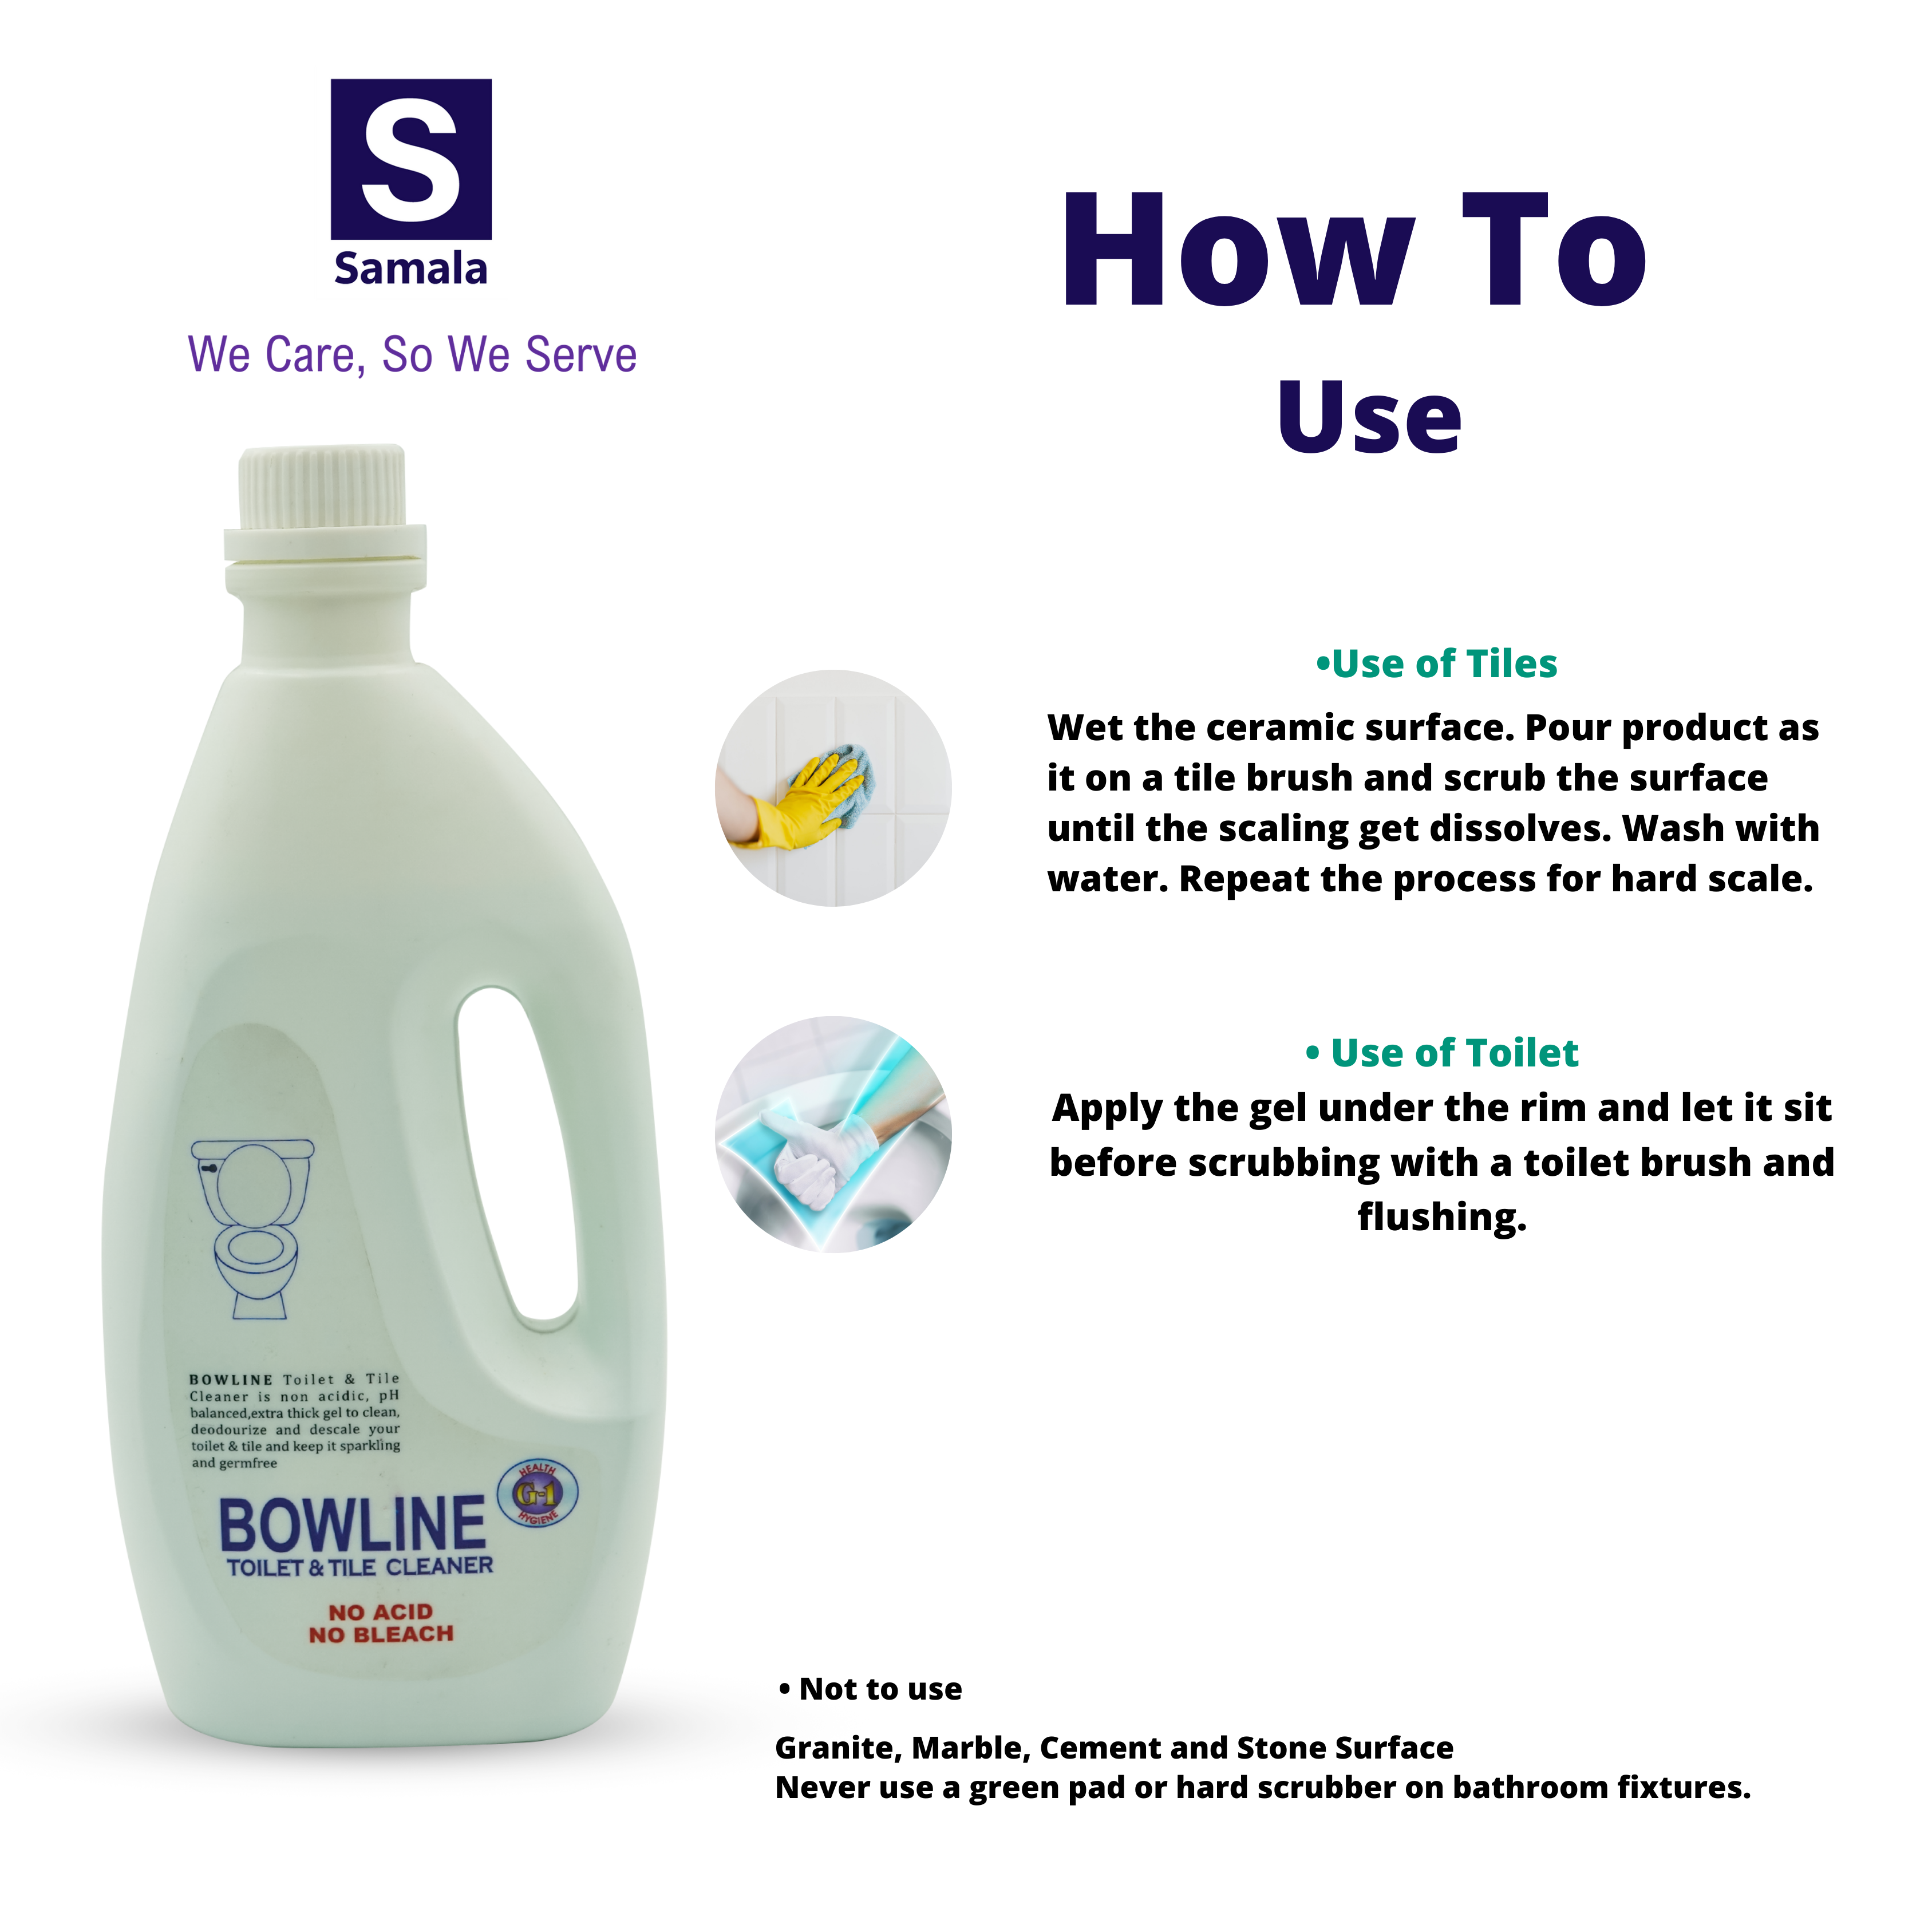 S
Samala
We Care, So We Serve
How To
Use
•Use of Tiles
Wet the ceramic surface. Pour product as
it on a tile brush and scrub the surface
until the scaling get dissolves. Wash with
water. Repeat the process for hard scale.
• Use of Toilet
Apply the gel under the rim and let it sit
before scrubbing with a toilet brush and
flushing.
BOWLINE Toilet & Tile
Cleaner is non acidic, pH
balanced,extra thick gel to clean,
deodourize and descale your
toilet & tile and keep it sparkling
and germfree
HEALTH
G-1
HYGIENE
BOWLINE
TOILET & TILE CLEANER
NO ACID
NO BLEACH
• Not to use
Granite, Marble, Cement and Stone Surface
Never use a green pad or hard scrubber on bathroom fixtures.